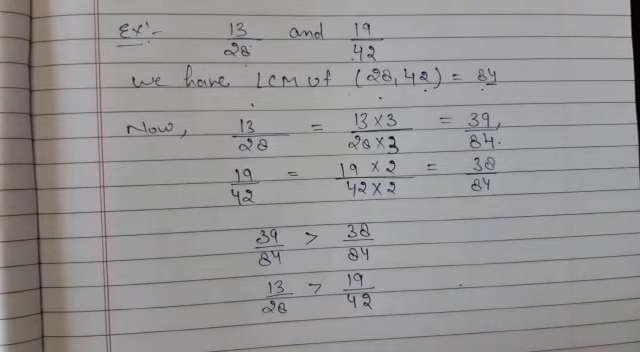 Ex:- 13/28 and 19/42
we have LCM of (28, 42) = 84
Now, 13/28 = 13×3/28×3 = 39/84.
19/42 = 19×2/42×2 = 38/84
39/84 > 38/84
13/28 > 19/42